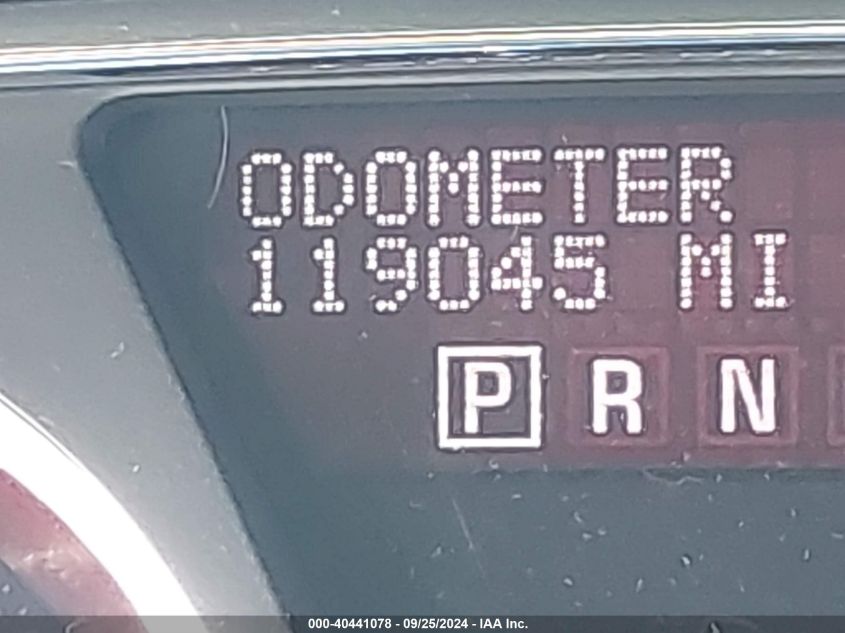 ODOMETER
119045 MI
P R N
000-40441078 - 09/25/2024 - IAA Inc.